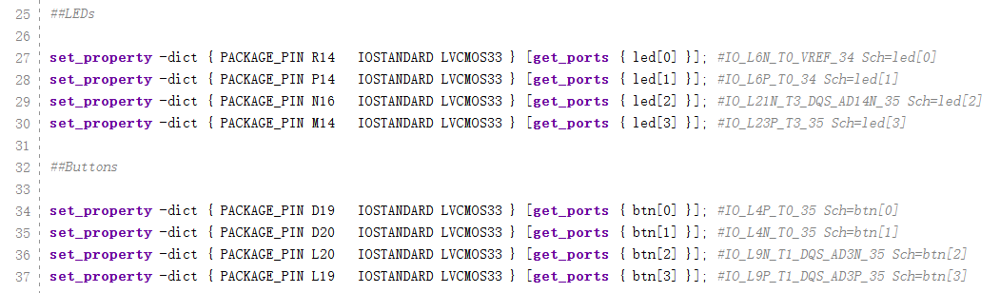 25 ##LEDs
26
27 set_property -dict { PACKAGE_PIN R14   IOSTANDARD LVCMOS33 } [get_ports { led[0] }]; #IO_L6N_T0_VREF_34 Sch=led[0]
28 set_property -dict { PACKAGE_PIN P14   IOSTANDARD LVCMOS33 } [get_ports { led[1] }]; #IO_L6P_T0_34 Sch=led[1]
29 set_property -dict { PACKAGE_PIN N16   IOSTANDARD LVCMOS33 } [get_ports { led[2] }]; #IO_L21N_T3_DQS_AD14N_35 Sch=led[2]
30 set_property -dict { PACKAGE_PIN M14   IOSTANDARD LVCMOS33 } [get_ports { led[3] }]; #IO_L23P_T3_35 Sch=led[3]
31
32 ##Buttons
33
34 set_property -dict { PACKAGE_PIN D19   IOSTANDARD LVCMOS33 } [get_ports { btn[0] }]; #IO_L4P_T0_35 Sch=btn[0]
35 set_property -dict { PACKAGE_PIN D20   IOSTANDARD LVCMOS33 } [get_ports { btn[1] }]; #IO_L4N_T0_35 Sch=btn[1]
36 set_property -dict { PACKAGE_PIN L20   IOSTANDARD LVCMOS33 } [get_ports { btn[2] }]; #IO_L9N_T1_DQS_AD3N_35 Sch=btn[2]
37 set_property -dict { PACKAGE_PIN L19   IOSTANDARD LVCMOS33 } [get_ports { btn[3] }]; #IO_L9P_T1_DQS_AD3P_35 Sch=btn[3]